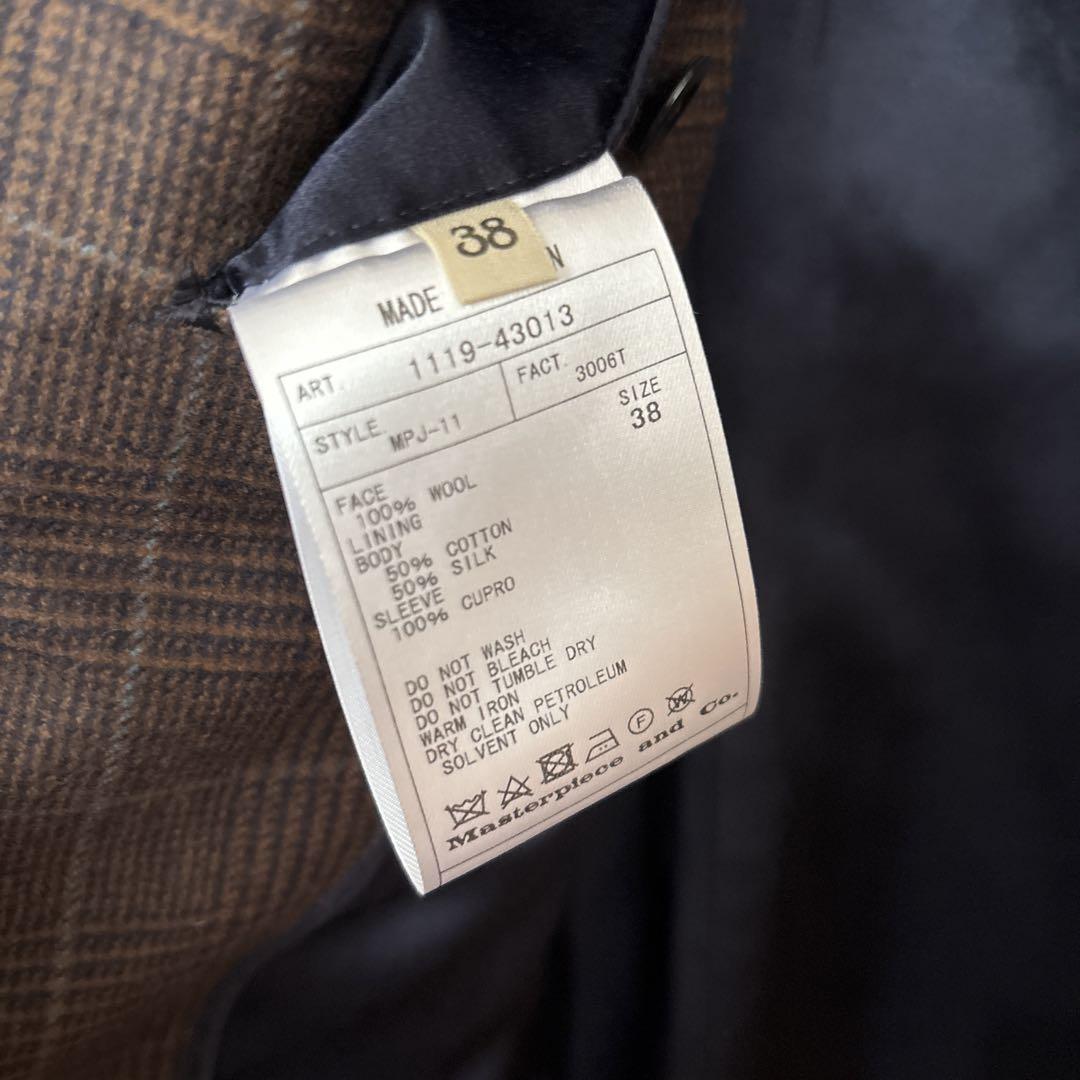 38
MADE N
ART. 1119-43013
STYLE. MPJ-11 FACT. 3006T
SIZE
38
FACE
100% WOOL
LINING
BODY
50% COTTON
50% SILK
SLEEVE
100% CUPRO
DO NOT WASH
DO NOT BLEACH
DO NOT TUMBLE DRY
WARM IRON
DRY CLEAN PETROLEUM
SOLVENT ONLY
F W
Masterpiece and Co.